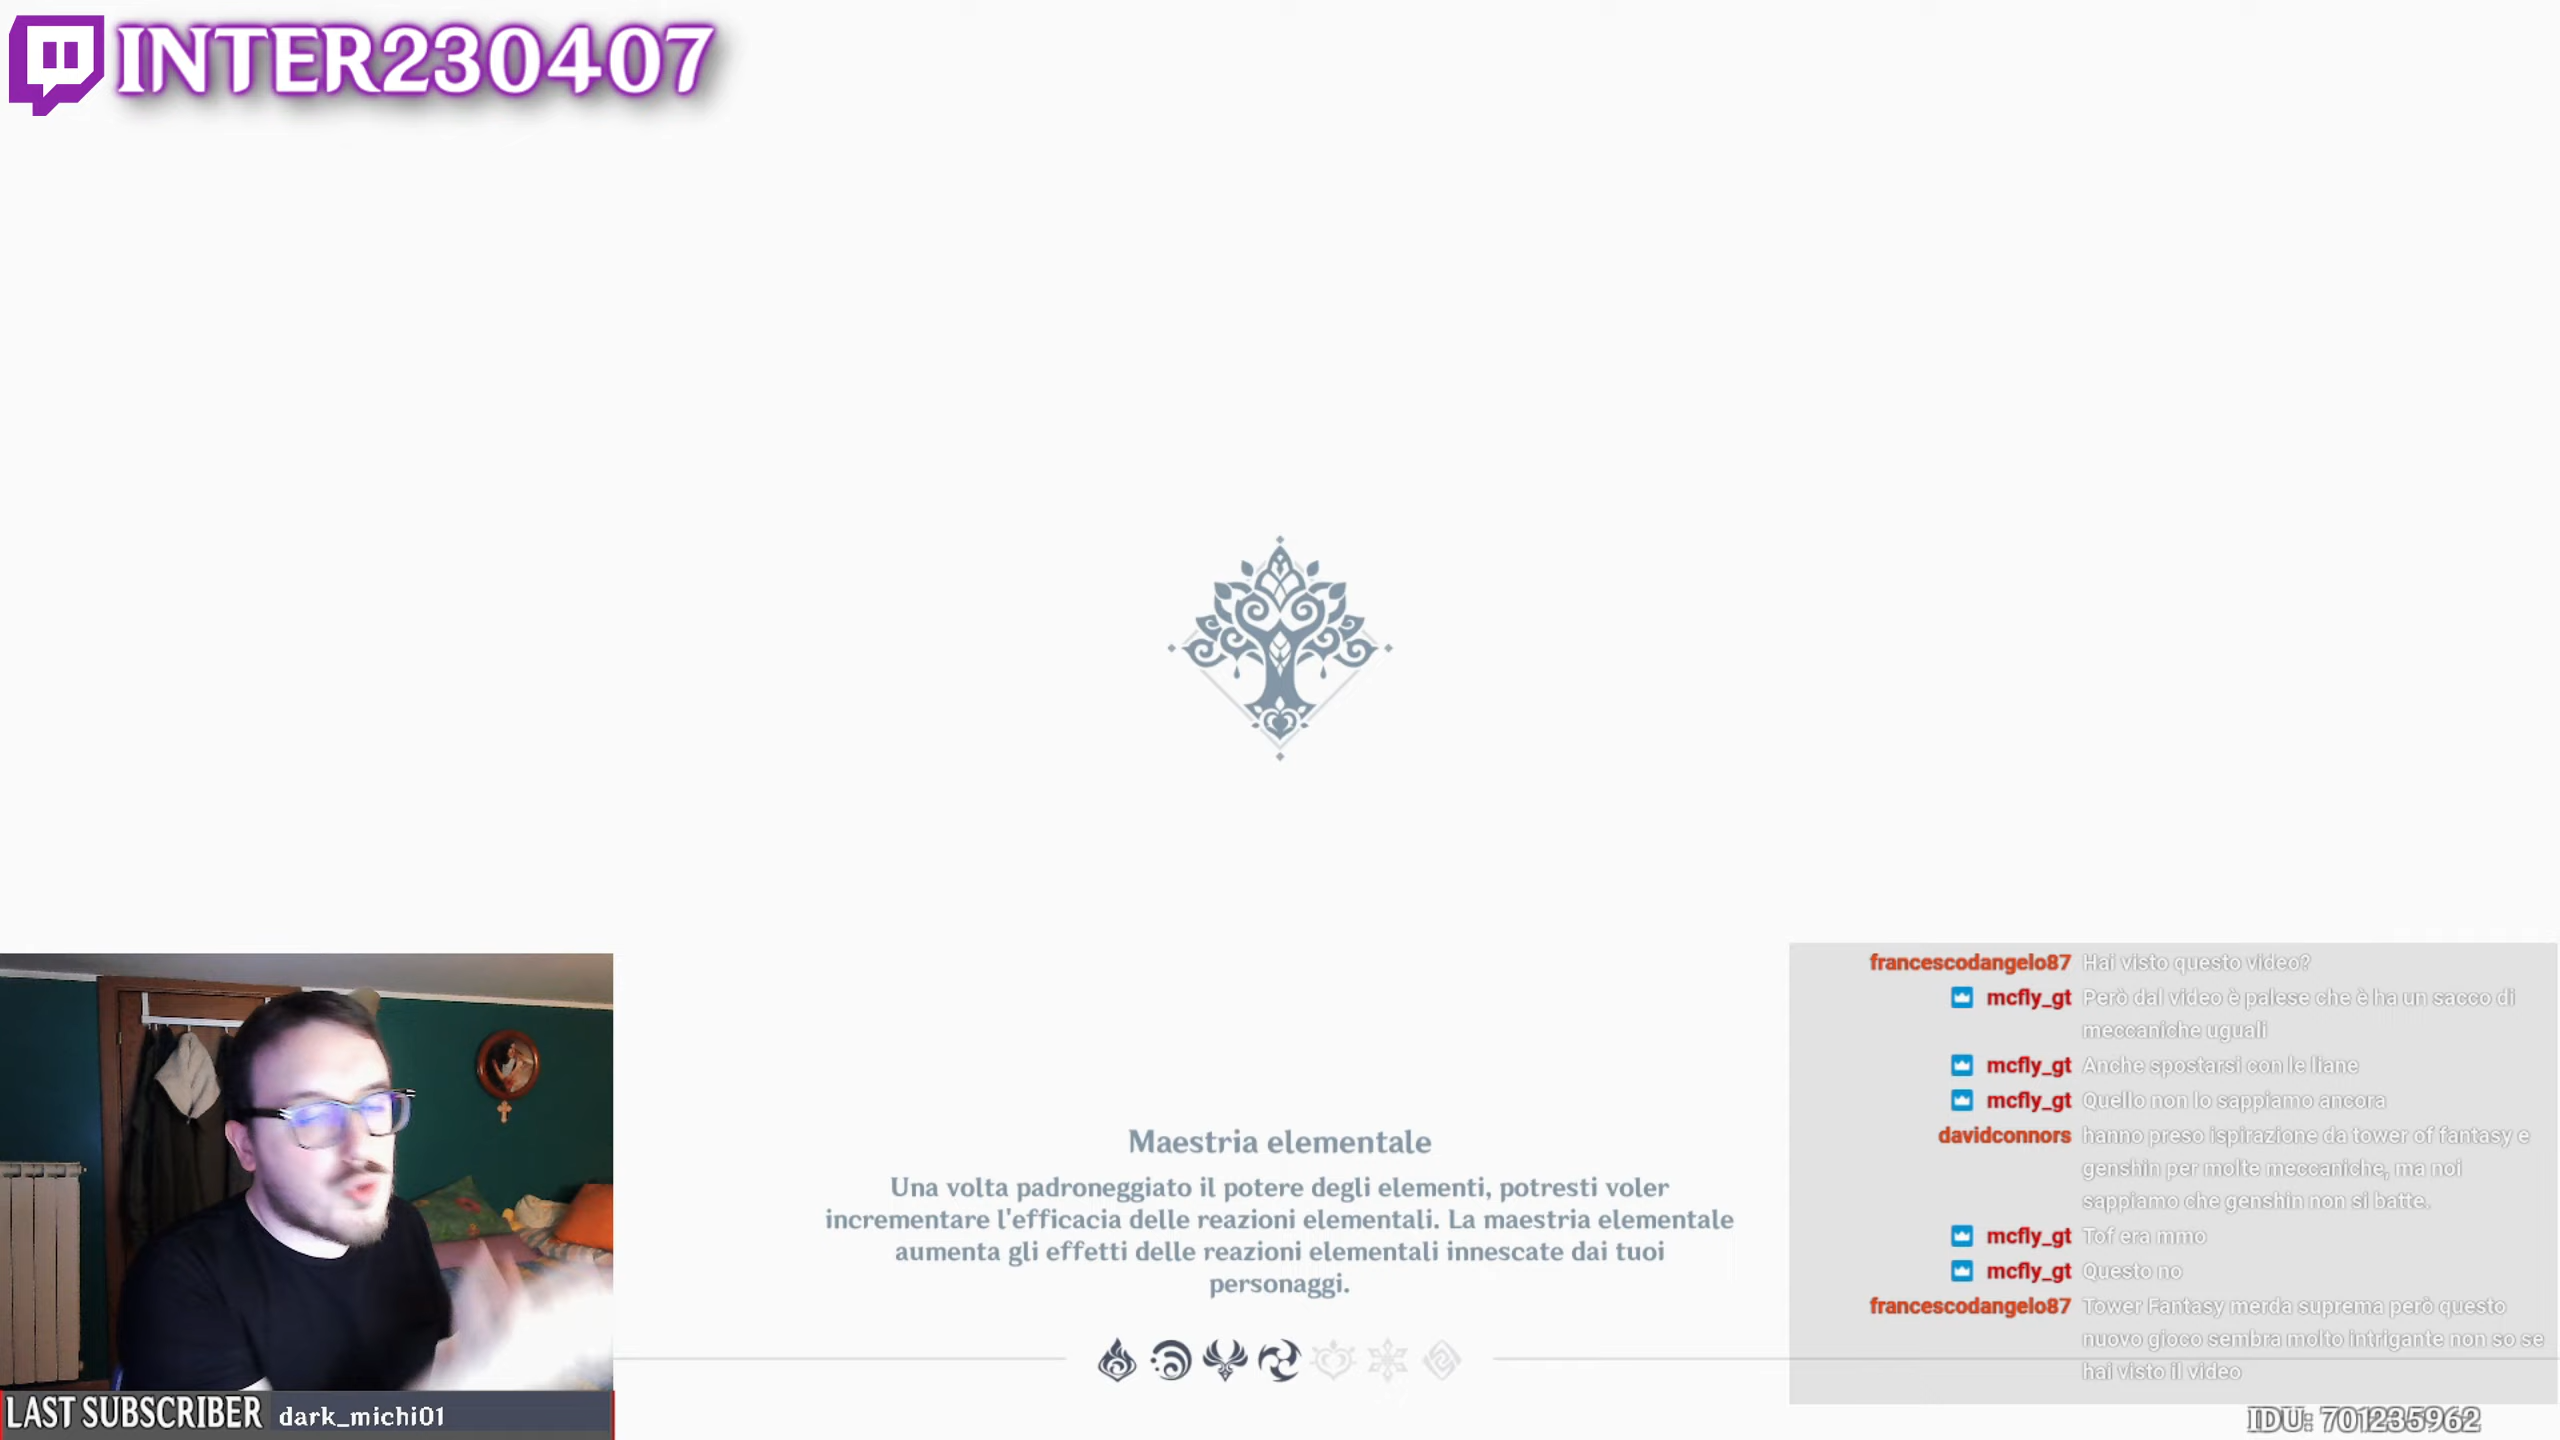 INTER230407
francescodangelo87 Hai visto questo video?
mcfly_gt Però dal video è palese che è ha un sacco di
meccaniche uguali
mcfly_gt Anche spostarsi con le liane
mcfly_gt Quello non lo sappiamo ancora
davidconnors hanno preso ispirazione da tower of fantasy e
genshin per molte meccaniche, ma noi
sappiamo che genshin non si batte.
mcfly_gt Tof era mmo
mcfly_gt Questo no
francescodangelo87 Tower Fantasy merda suprema però questo
nuovo gioco sembra molto intrigante non so se
hai visto il video
Maestria elementale
Una volta padroneggiato il potere degli elementi, potresti voler
incrementare l'efficacia delle reazioni elementali. La maestria elementale
aumenta gli effetti delle reazioni elementali innescate dai tuoi
personaggi.
LAST SUBSCRIBER dark_michi01
IDU: 701235962